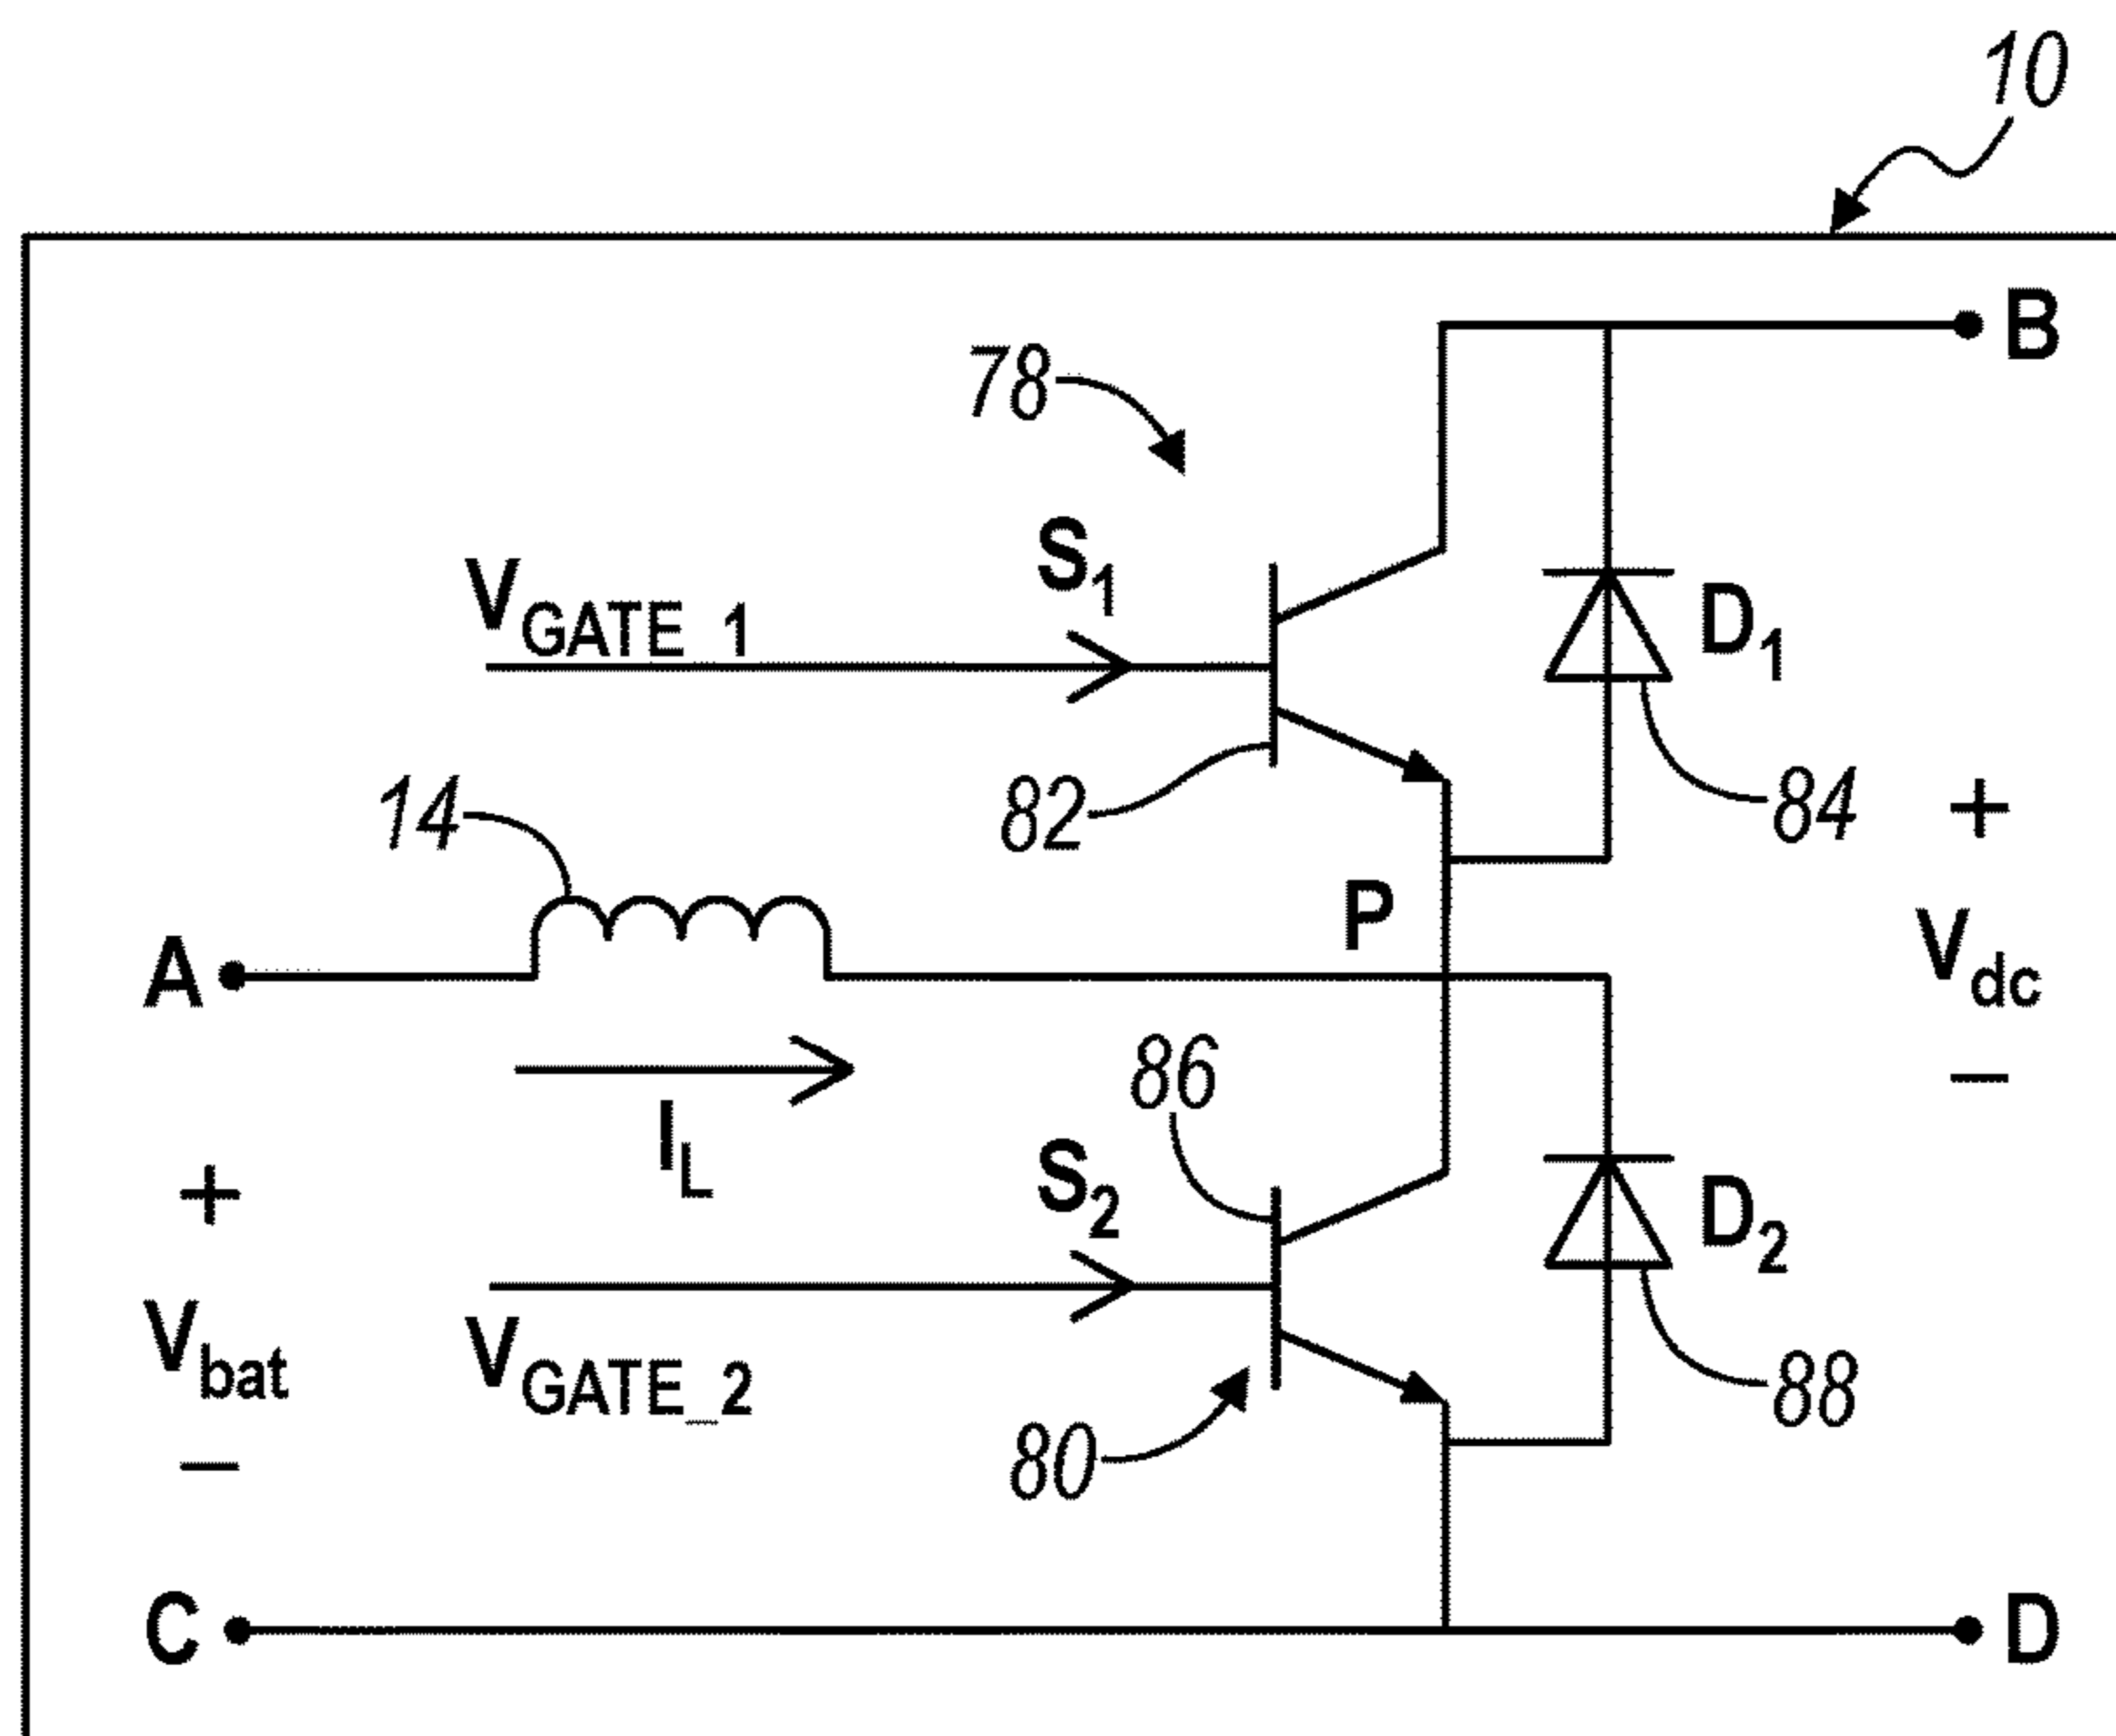 10
B
78
S1
VGATE_1
D1
82
84
14
+
P
A
Vdc
86
−
IL
S2
+
D2
VGATE_2
Vbat
88
80
−
C
D